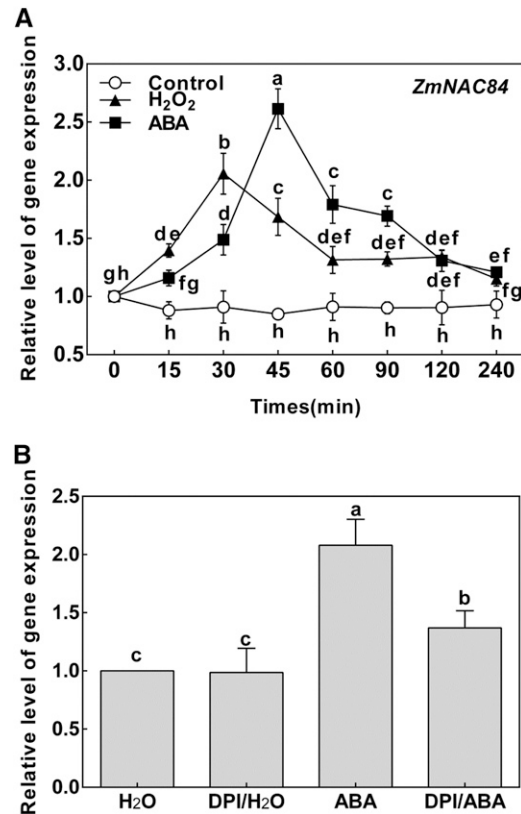 A
Relative level of gene expression
3.0
2.5
2.0
1.5
1.0
0.5
Control
H₂O₂
ABA
ZmNAC84
gh
de
fg
b
d
a
c
c
def
c
def
def
def
ef
fg
h
h
h
h
h
h
h
0 15 30 45 60 90 120 240
Times(min)
B
Relative level of gene expression
2.5
2.0
1.5
1.0
0.5
0.0
c
c
a
b
H₂O DPI/H₂O ABA DPI/ABA